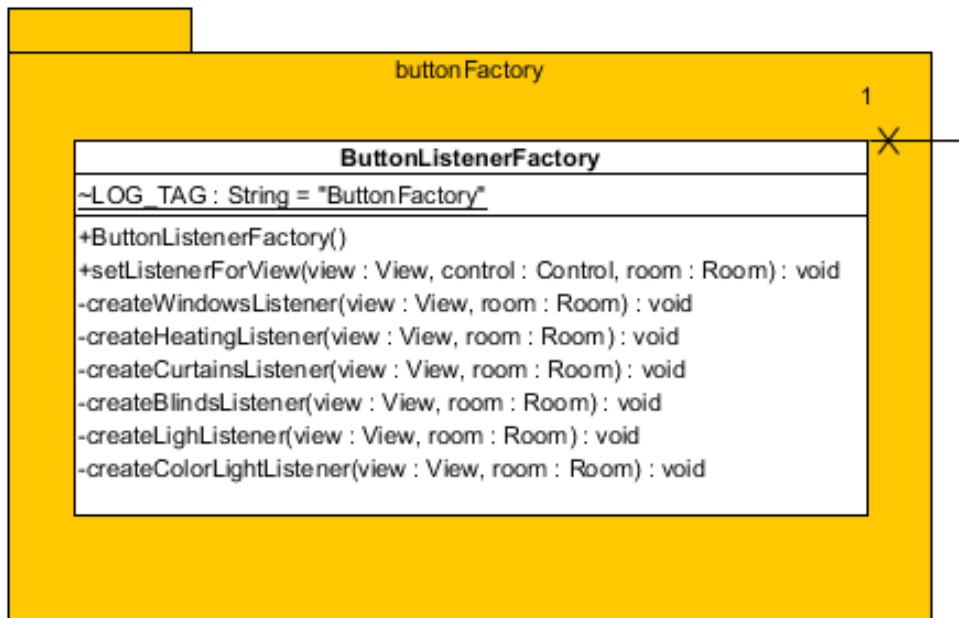 buttonFactory
1
ButtonListenerFactory
~LOG_TAG : String = "ButtonFactory"
+ButtonListenerFactory()
+setListenerForView(view : View, control : Control, room : Room) : void
-createWindowsListener(view : View, room : Room) : void
-createHeatingListener(view : View, room : Room) : void
-createCurtainsListener(view : View, room : Room) : void
-createBlindsListener(view : View, room : Room) : void
-createLighListener(view : View, room : Room) : void
-createColorLightListener(view : View, room : Room) : void